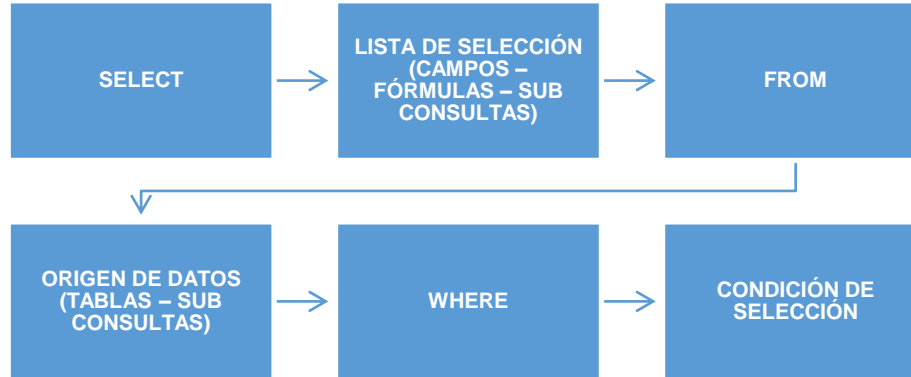 SELECT
LISTA DE SELECCIÓN
(CAMPOS –
FÓRMULAS – SUB
CONSULTAS)
FROM
ORIGEN DE DATOS
(TABLAS – SUB
CONSULTAS)
WHERE
CONDICIÓN DE
SELECCIÓN